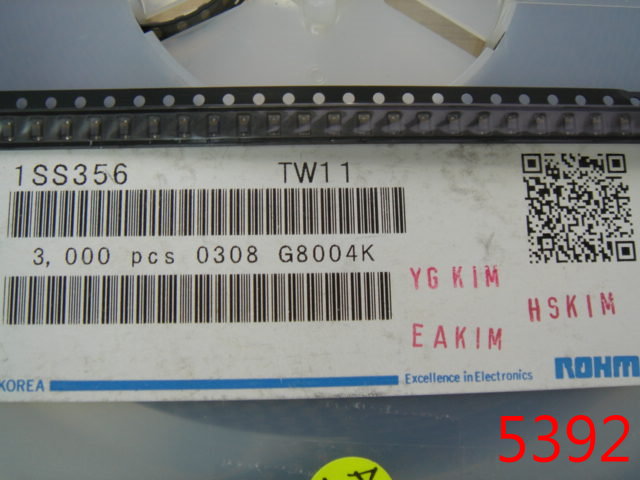 1SS356 TW11
3,000 pcs 0308 G8004K
YG KIM
HSKIM
EAKIM
KOREA
Excellence in Electronics
ROHM
5392